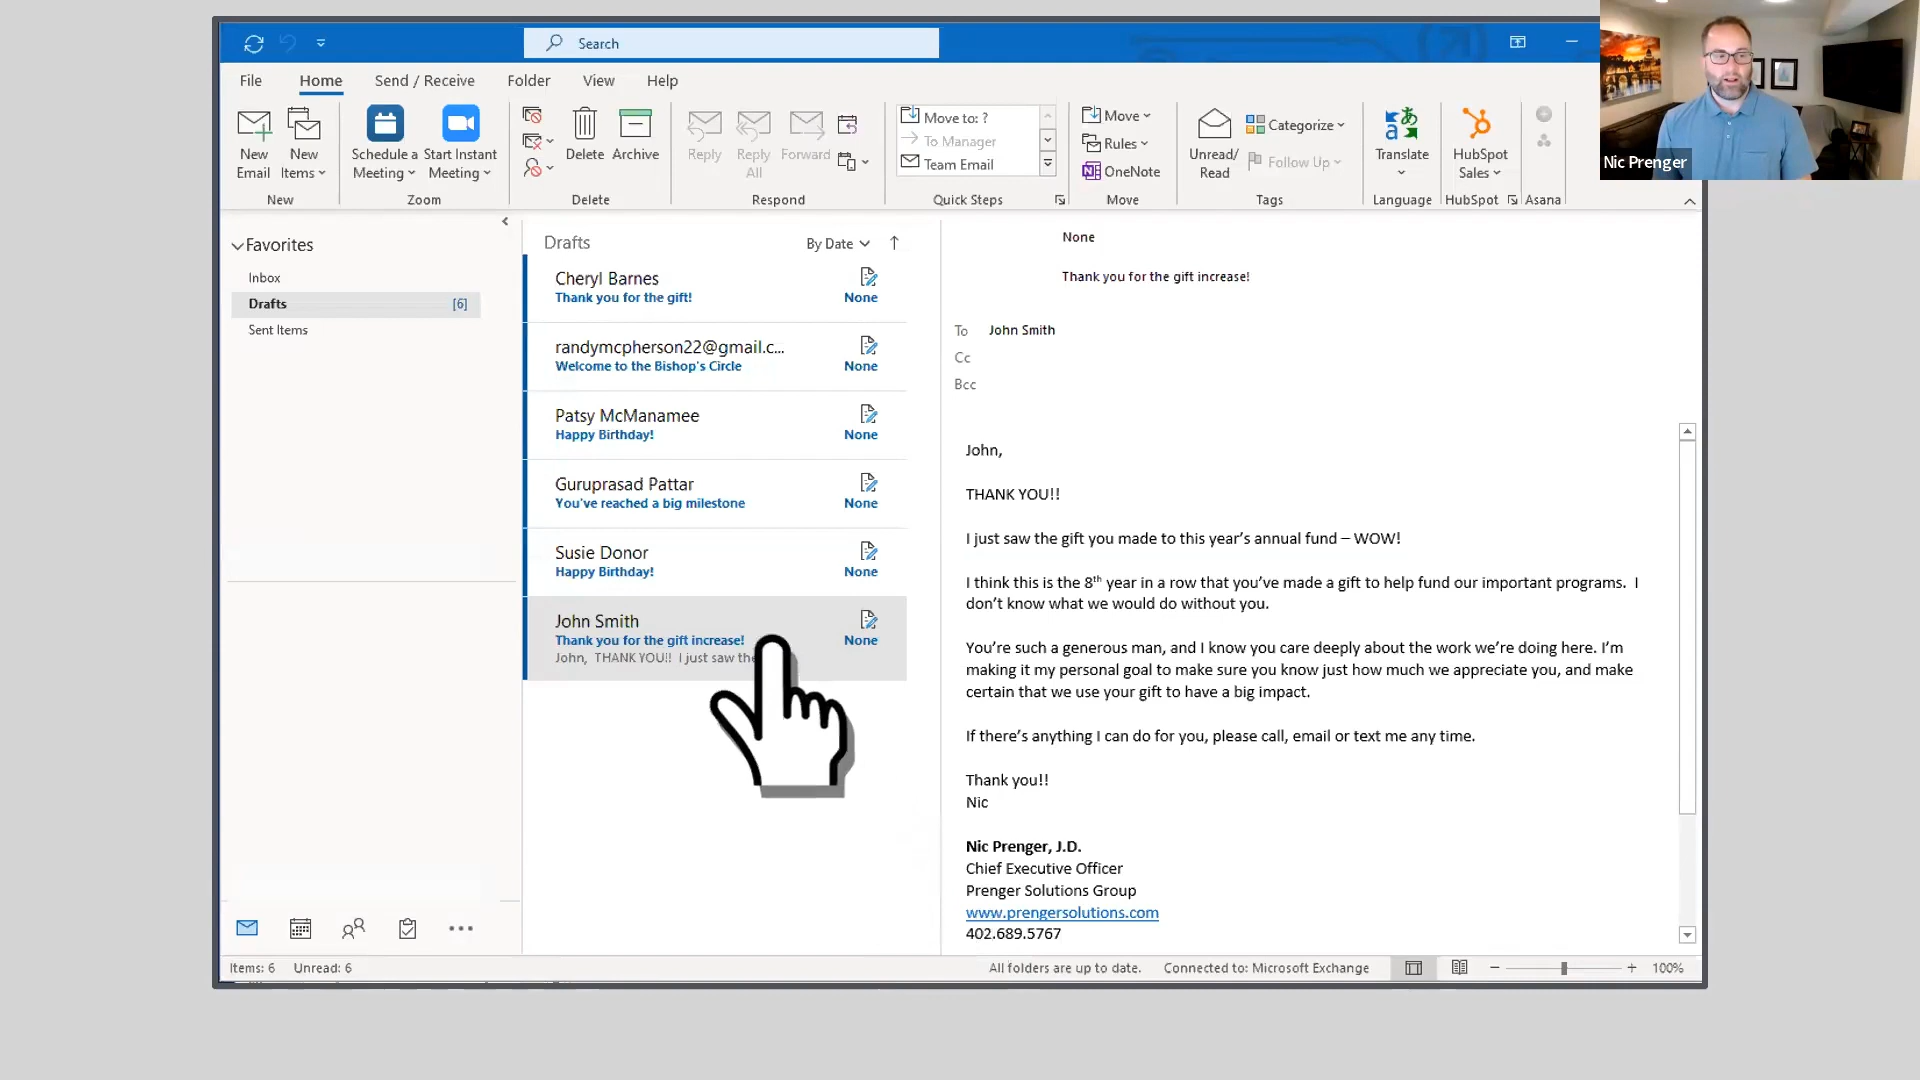 Search
File Home Send / Receive Folder View Help
New Email
New Items
New
Schedule a Meeting
Start Instant Meeting
Zoom
Delete
Archive
Delete
Reply
Reply All
Forward
Respond
Move to: ?
To Manager
Team Email
Quick Steps
Move
Rules
OneNote
Move
Unread/ Read
Categorize
Follow Up
Tags
Translate
Language
HubSpot Sales
HubSpot
Asana
Nic Prenger
Favorites
Inbox
Drafts [6]
Sent Items
Drafts By Date
Cheryl Barnes
Thank you for the gift! None
randymcpherson22@gmail.c...
Welcome to the Bishop's Circle None
Patsy McManamee
Happy Birthday! None
Guruprasad Pattar
You've reached a big milestone None
Susie Donor
Happy Birthday! None
John Smith
Thank you for the gift increase! None
John, THANK YOU!! I just saw the
None
Thank you for the gift increase!
To John Smith
Cc
Bcc
John,
THANK YOU!!
I just saw the gift you made to this year's annual fund – WOW!
I think this is the 8th year in a row that you've made a gift to help fund our important programs. I
don't know what we would do without you.
You're such a generous man, and I know you care deeply about the work we're doing here. I'm
making it my personal goal to make sure you know just how much we appreciate you, and make
certain that we use your gift to have a big impact.
If there's anything I can do for you, please call, email or text me any time.
Thank you!!
Nic
Nic Prenger, J.D.
Chief Executive Officer
Prenger Solutions Group
www.prengersolutions.com
402.689.5767
Items: 6 Unread: 6 All folders are up to date. Connected to: Microsoft Exchange 100%